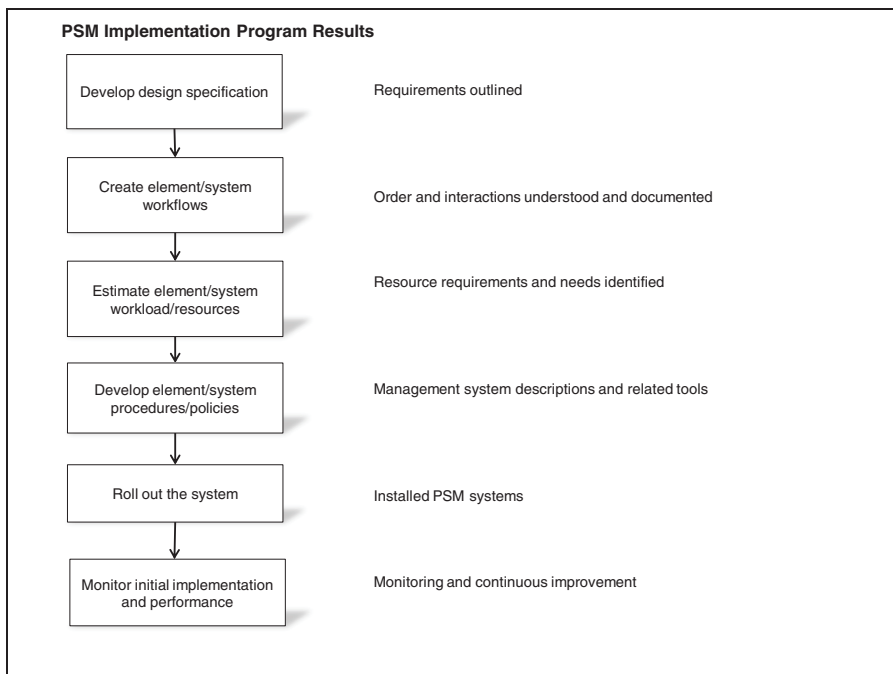 PSM Implementation Program Results
Develop design specification
Requirements outlined
Create element/system
workflows
Order and interactions understood and documented
Estimate element/system
workload/resources
Resource requirements and needs identified
Develop element/system
procedures/policies
Management system descriptions and related tools
Roll out the system
Installed PSM systems
Monitor initial implementation
and performance
Monitoring and continuous improvement